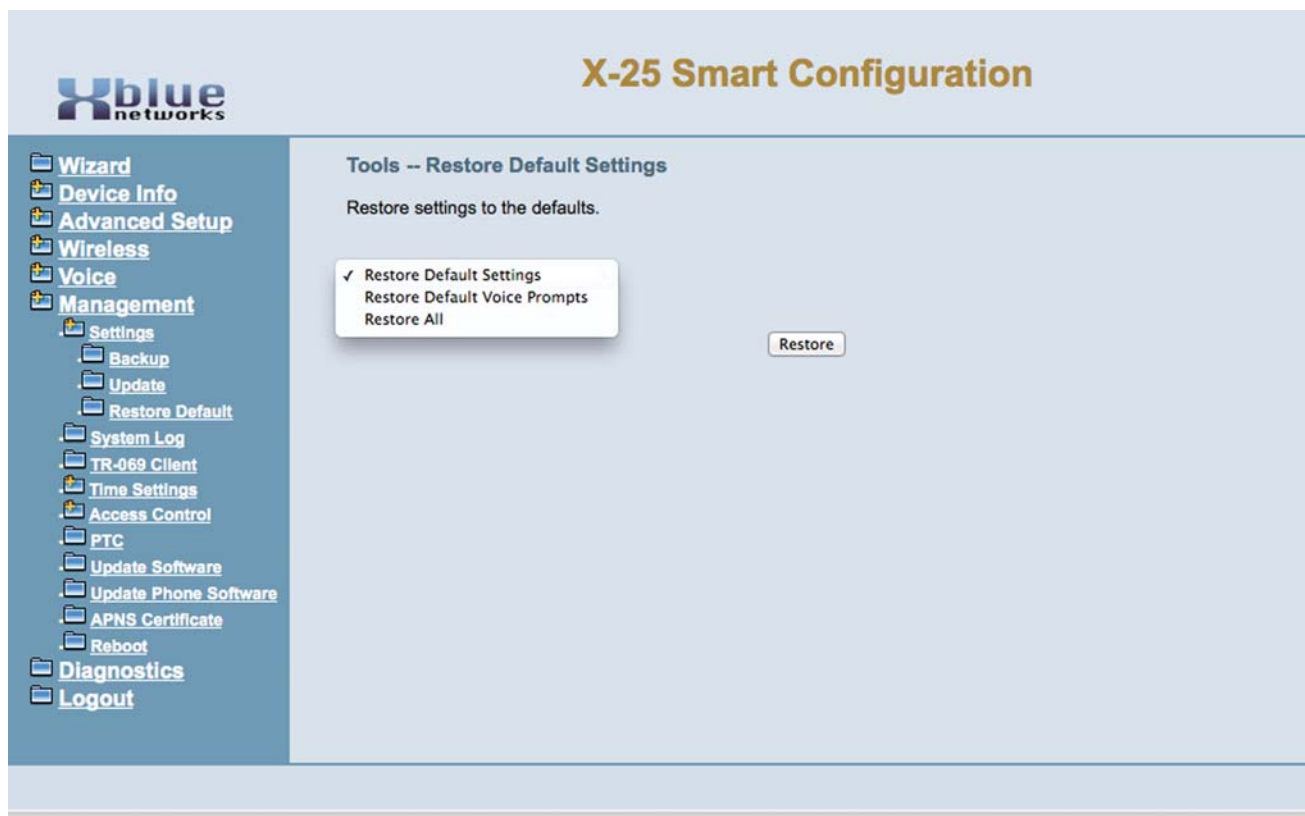 X-25 Smart Configuration
Xblue
networks
Wizard
Device Info
Advanced Setup
Wireless
Voice
Management
Settings
Backup
Update
Restore Default
System Log
TR-069 Client
Time Settings
Access Control
PTC
Update Software
Update Phone Software
APNS Certificate
Reboot
Diagnostics
Logout
Tools -- Restore Default Settings
Restore settings to the defaults.
✓ Restore Default Settings
Restore Default Voice Prompts
Restore All
Restore